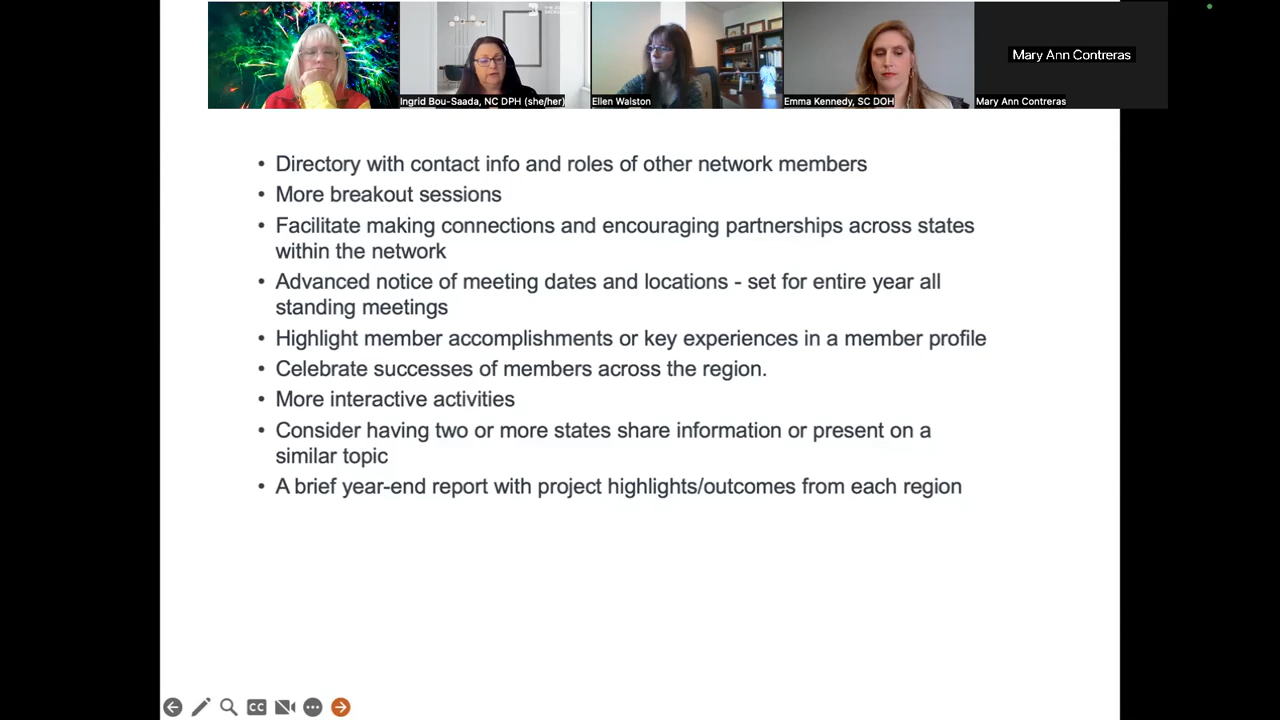 Mary Ann Contreras
Ingrid Bou-Saada, NC DPH (she/her)
Ellen Walston
Emma Kennedy, SC DOH
Mary Ann Contreras
• Directory with contact info and roles of other network members
• More breakout sessions
• Facilitate making connections and encouraging partnerships across states
within the network
• Advanced notice of meeting dates and locations - set for entire year all
standing meetings
• Highlight member accomplishments or key experiences in a member profile
• Celebrate successes of members across the region.
• More interactive activities
• Consider having two or more states share information or present on a
similar topic
• A brief year-end report with project highlights/outcomes from each region
CC